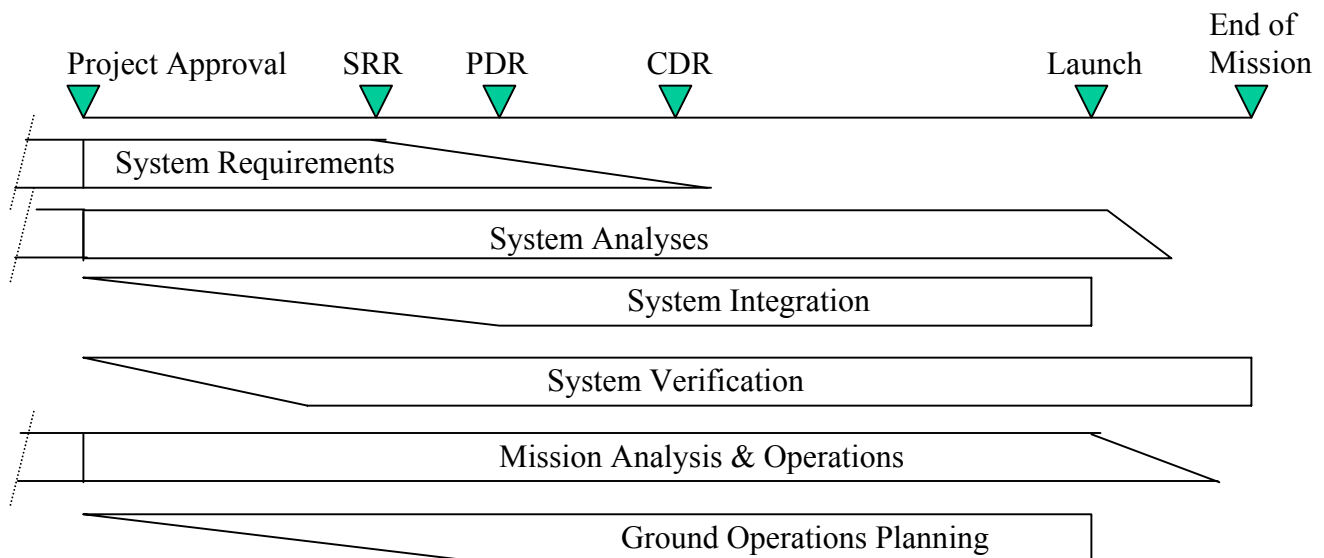 End of
Mission
Project Approval SRR PDR CDR Launch
System Requirements
System Analyses
System Integration
System Verification
Mission Analysis & Operations
Ground Operations Planning